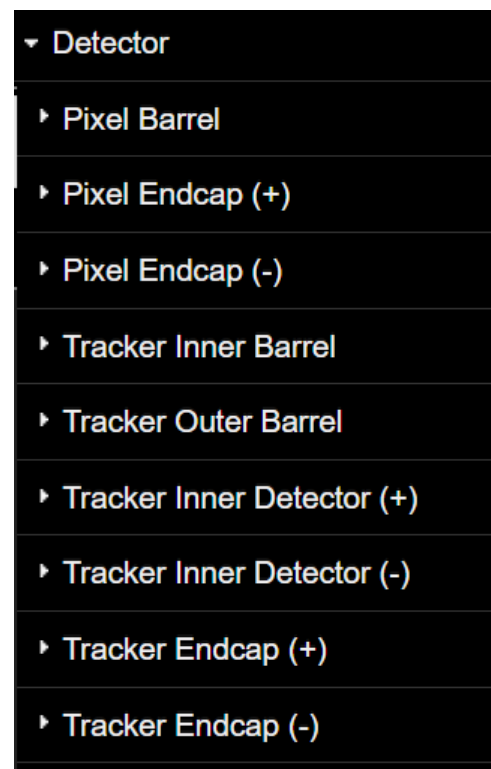 Detector
Pixel Barrel
Pixel Endcap (+)
Pixel Endcap (-)
Tracker Inner Barrel
Tracker Outer Barrel
Tracker Inner Detector (+)
Tracker Inner Detector (-)
Tracker Endcap (+)
Tracker Endcap (-)